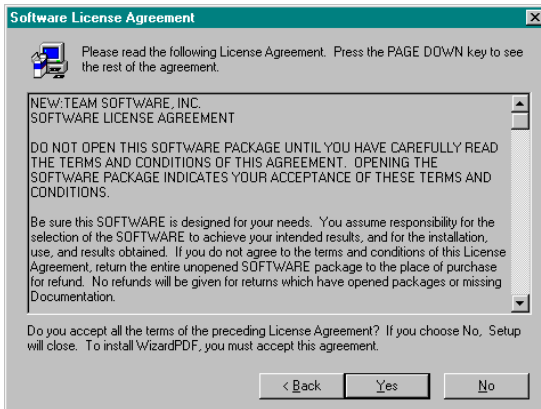 Software License Agreement
Please read the following License Agreement. Press the PAGE DOWN key to see
the rest of the agreement.
NEW:TEAM SOFTWARE, INC.
SOFTWARE LICENSE AGREEMENT
DO NOT OPEN THIS SOFTWARE PACKAGE UNTIL YOU HAVE CAREFULLY READ
THE TERMS AND CONDITIONS OF THIS AGREEMENT. OPENING THE
SOFTWARE PACKAGE INDICATES YOUR ACCEPTANCE OF THESE TERMS AND
CONDITIONS.
Be sure this SOFTWARE is designed for your needs. You assume responsibility for the
selection of the SOFTWARE to achieve your intended results, and for the installation,
use, and results obtained. If you do not agree to the terms and conditions of this License
Agreement, return the entire unopened SOFTWARE package to the place of purchase
for refund. No refunds will be given for returns which have opened packages or missing
Documentation.
Do you accept all the terms of the preceding License Agreement? If you choose No, Setup
will close. To install WizardPDF, you must accept this agreement.
< Back Yes No